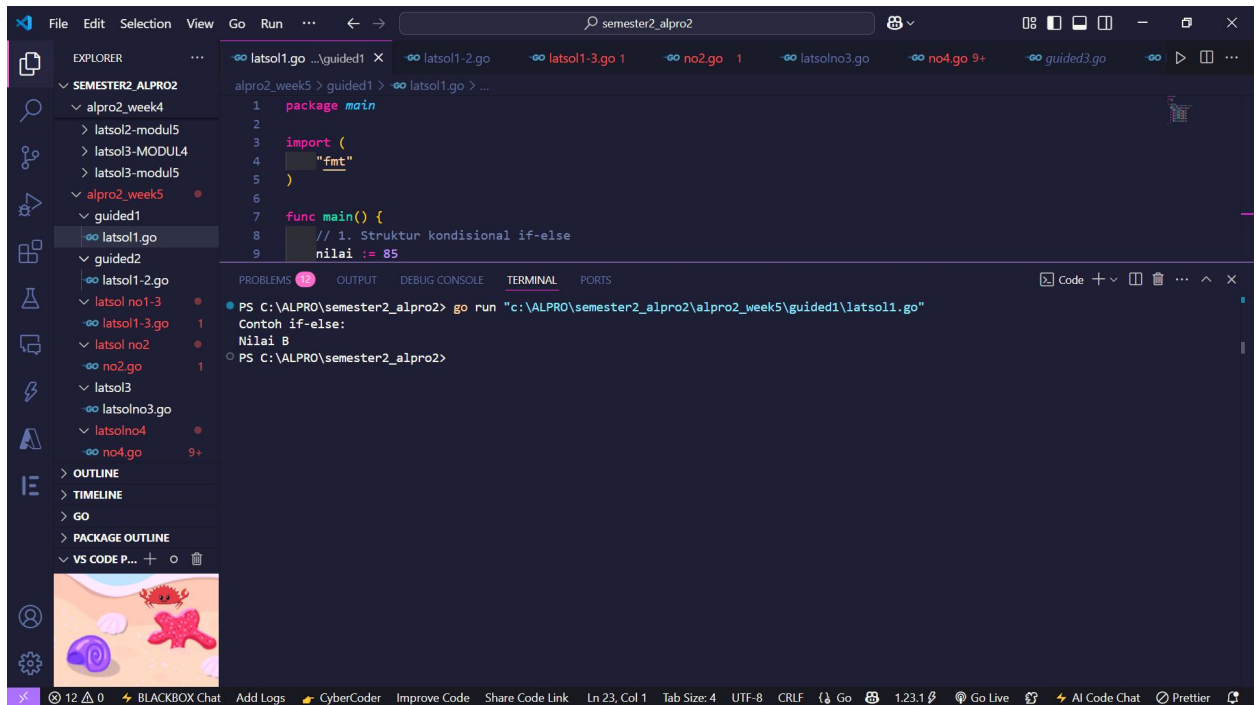 File Edit Selection View Go Run ··· ← → semester2_alpro2
EXPLORER ···
SEMESTER2_ALPRO2
alpro2_week4
> latsol2-modul5
> latsol3-MODUL4
> latsol3-modul5
alpro2_week5
guided1
latsol1.go
guided2
latsol1-2.go
latsol no1-3
latsol1-3.go 1
latsol no2
no2.go 1
latsol3
latsolno3.go
latsolno4
no4.go 9+
> OUTLINE
> TIMELINE
> GO
> PACKAGE OUTLINE
VS CODE P...
latsol1.go ...\guided1 × latsol1-2.go latsol1-3.go 1 no2.go 1 latsolno3.go no4.go 9+ guided3.go GO ···
alpro2_week5 > guided1 > latsol1.go > ...
1 package main
2
3 import (
4 "fmt"
5 )
6
7 func main() {
8 // 1. Struktur kondisional if-else
9 nilai := 85
PROBLEMS 12 OUTPUT DEBUG CONSOLE TERMINAL PORTS Code
PS C:\ALPRO\semester2_alpro2> go run "c:\ALPRO\semester2_alpro2\alpro2_week5\guided1\latsol1.go"
Contoh if-else:
Nilai B
PS C:\ALPRO\semester2_alpro2>
12 0 BLACKBOX Chat Add Logs CyberCoder Improve Code Share Code Link Ln 23, Col 1 Tab Size: 4 UTF-8 CRLF Go 1.23.1 Go Live AI Code Chat Prettier